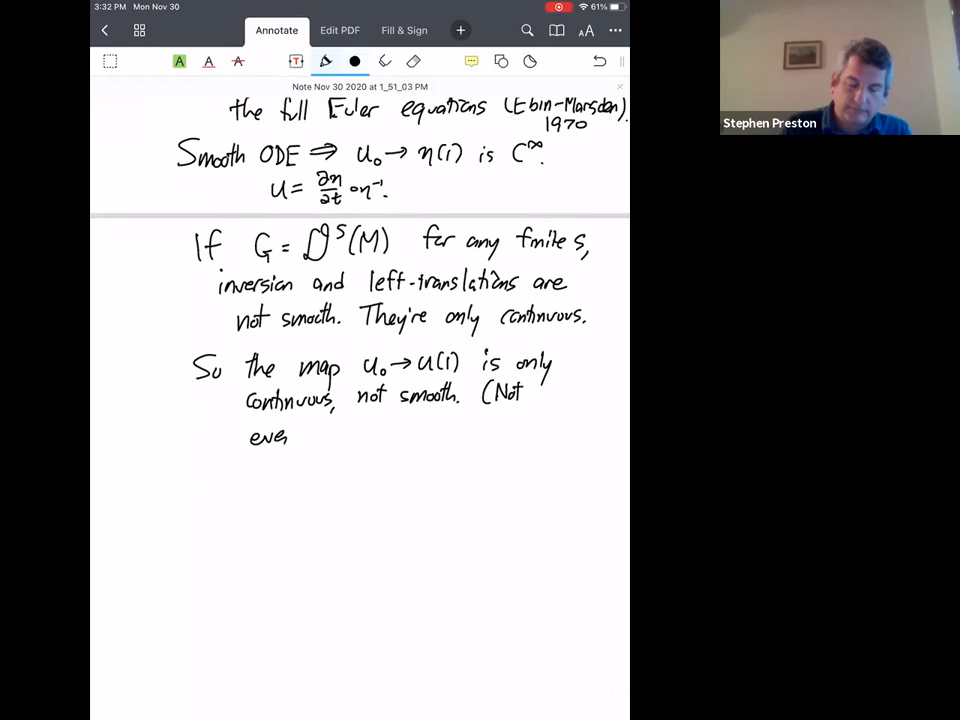 3:32 PM Mon Nov 30
61%
Annotate Edit PDF Fill & Sign
Note Nov 30 2020 at 1_51_03 PM
the full Euler equations (Ebin-Marsden).
1970
Smooth ODE ⇒ u₀ → η(1) is C^∞.
u = ∂η/∂t ∘ η⁻¹.
If G = 𝒟^s(M) for any finite s,
inversion and left-translations are
not smooth. They're only continuous.
So the map u₀ → u(1) is only
continuous, not smooth. (Not
even
Stephen Preston